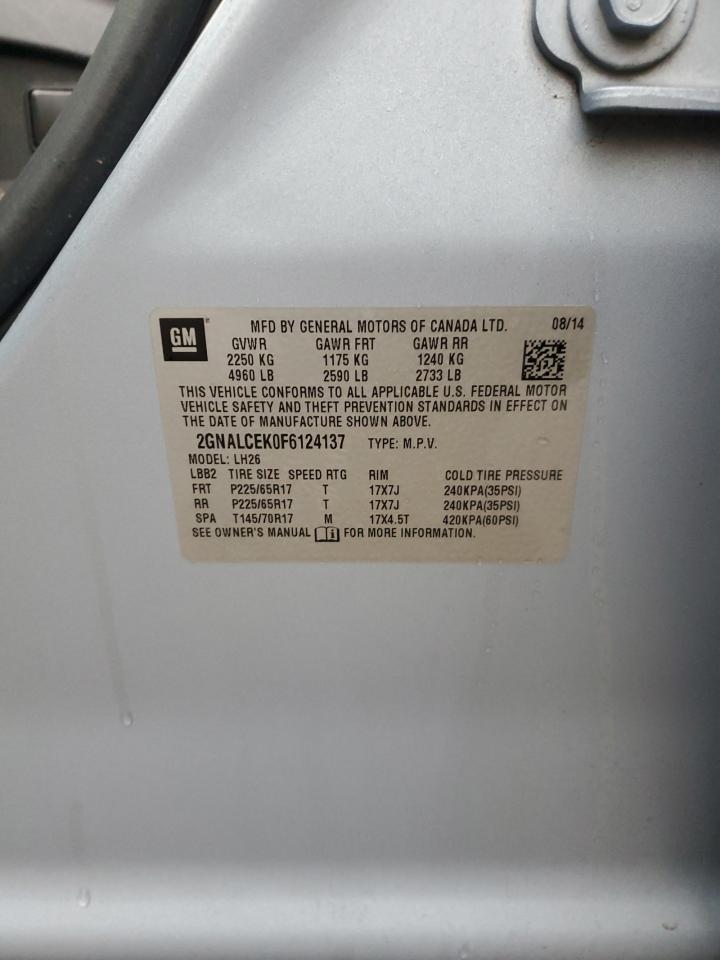 GM MFD BY GENERAL MOTORS OF CANADA LTD. 08/14
GVWR GAWR FRT GAWR RR
2250 KG 1175 KG 1240 KG
4960 LB 2590 LB 2733 LB
THIS VEHICLE CONFORMS TO ALL APPLICABLE U.S. FEDERAL MOTOR
VEHICLE SAFETY AND THEFT PREVENTION STANDARDS IN EFFECT ON
THE DATE OF MANUFACTURE SHOWN ABOVE.
2GNALCEK0F6124137 TYPE: M.P.V.
MODEL: LH26
LBB2 TIRE SIZE SPEED RTG RIM COLD TIRE PRESSURE
FRT P225/65R17 T 17X7J 240KPA(35PSI)
RR P225/65R17 T 17X7J 240KPA(35PSI)
SPA T145/70R17 M 17X4.5T 420KPA(60PSI)
SEE OWNER'S MANUAL FOR MORE INFORMATION.